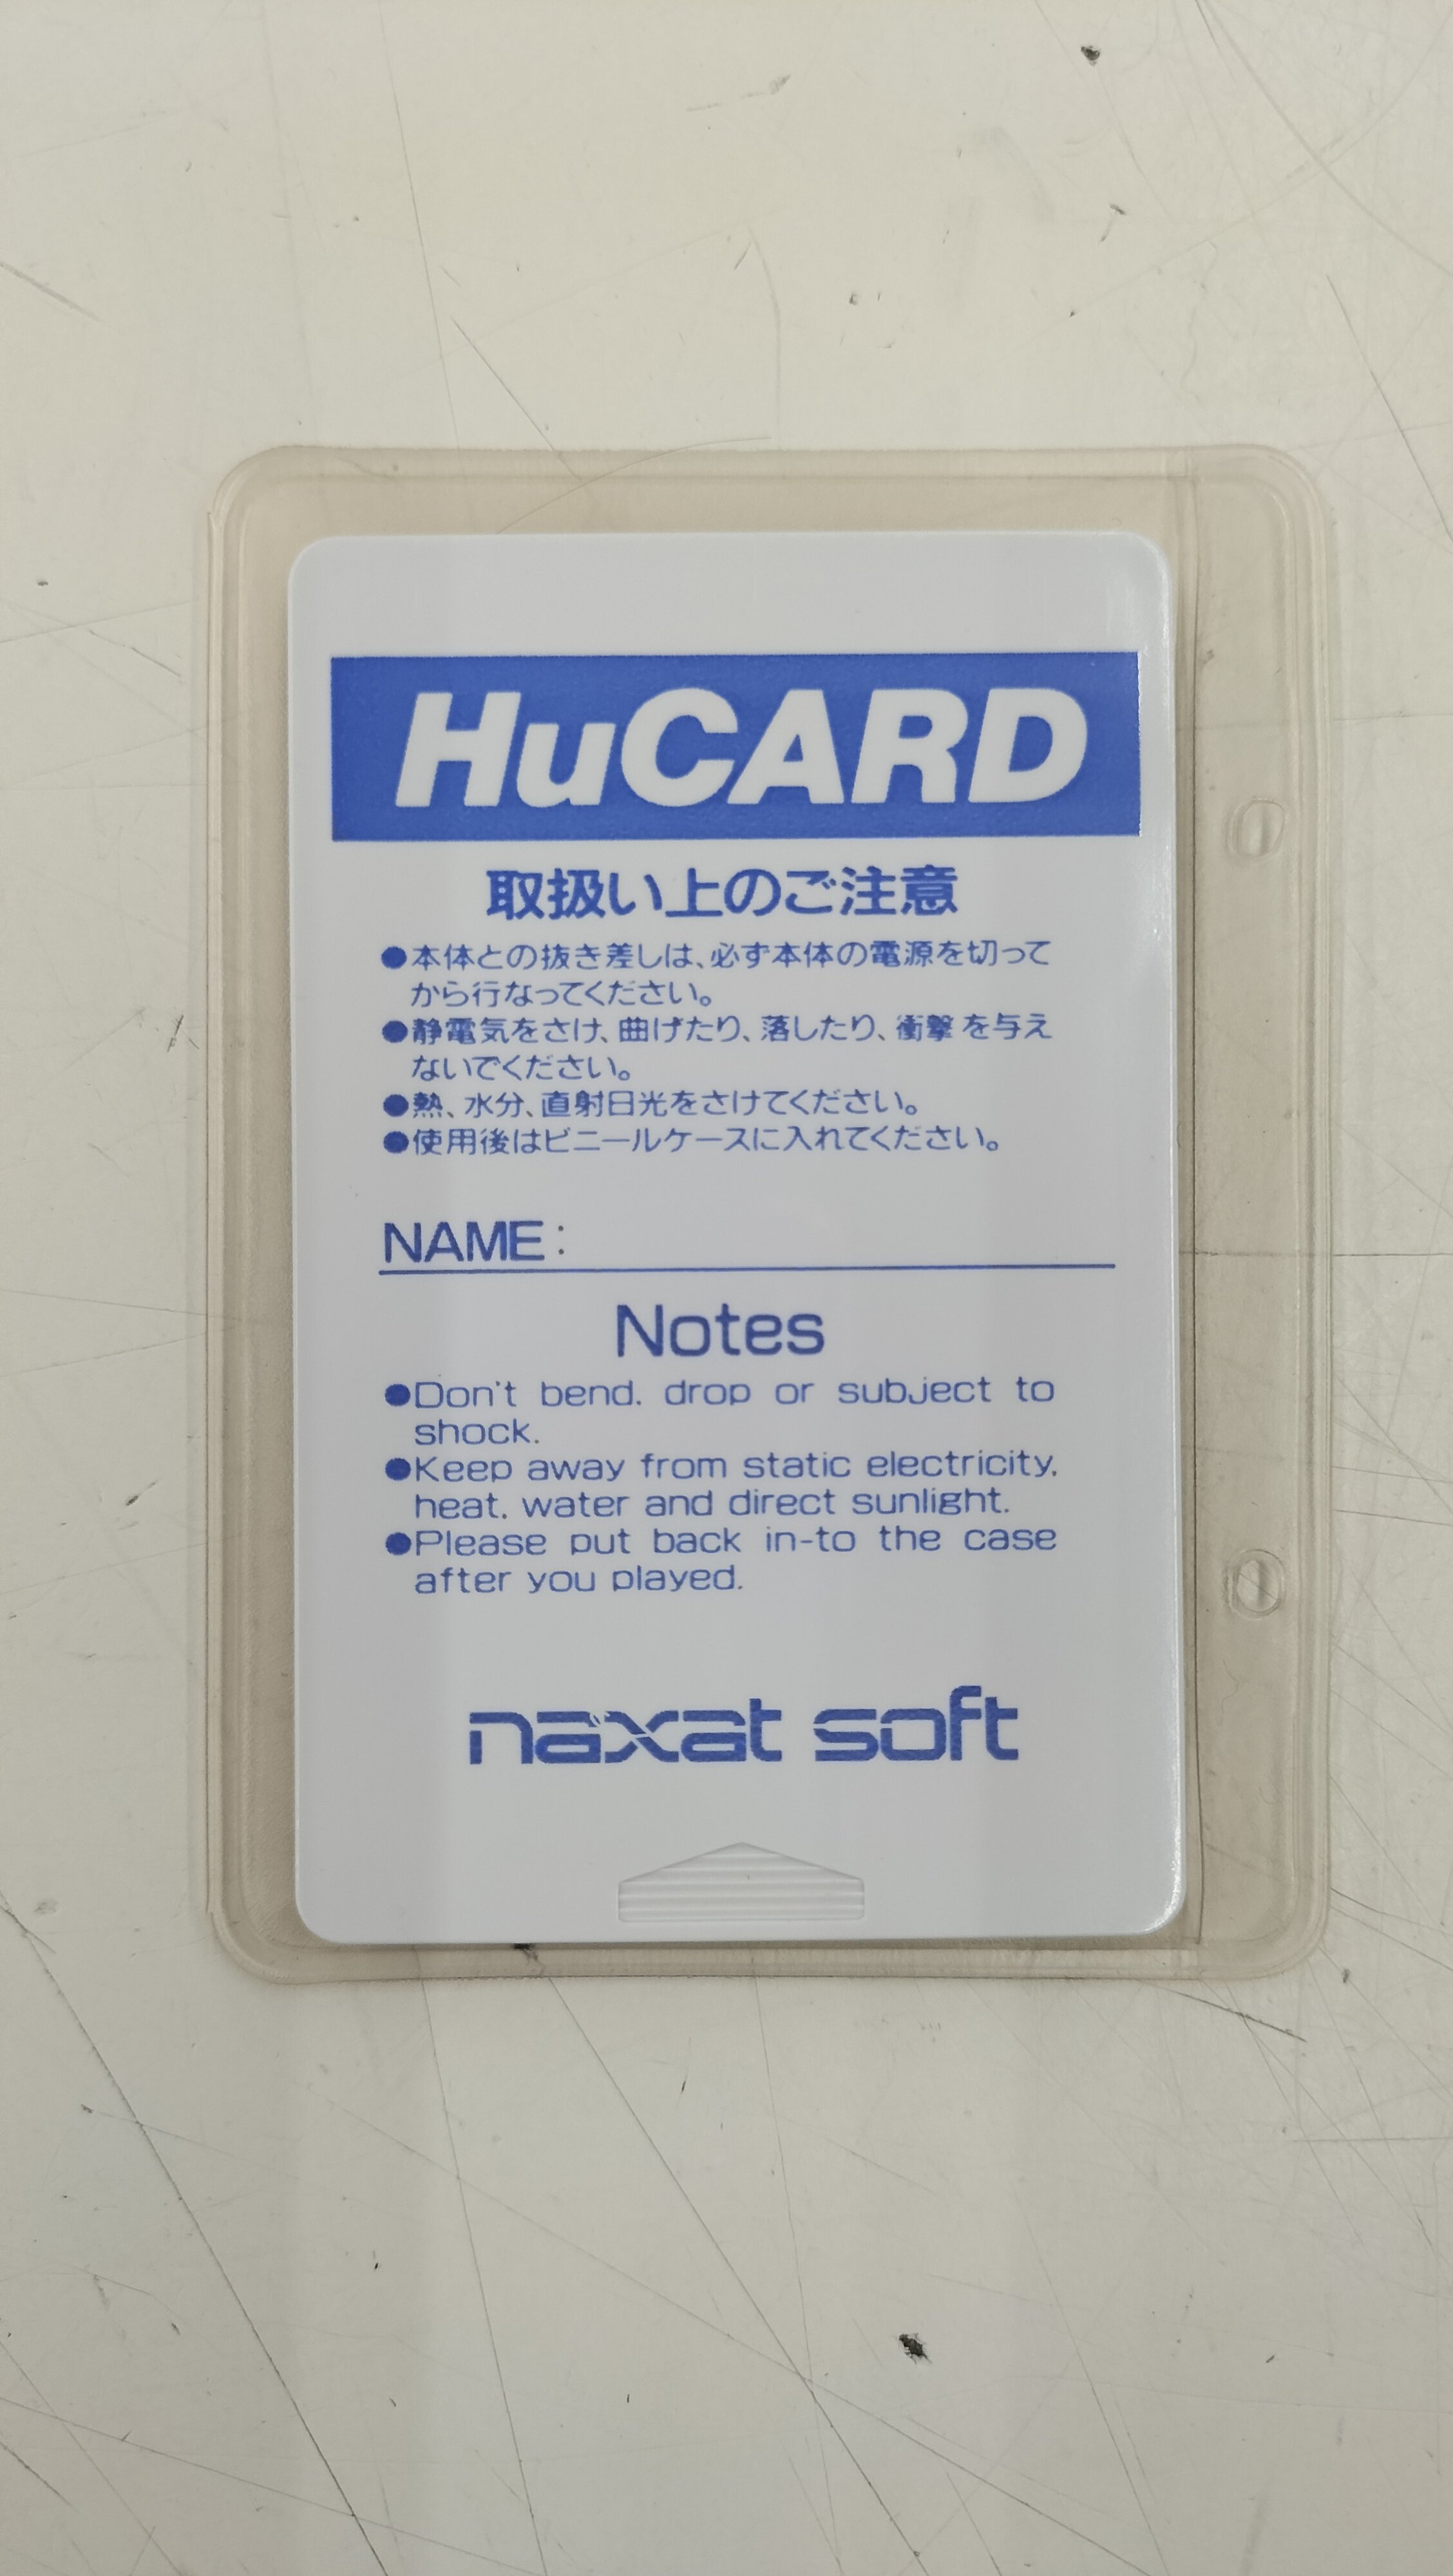 HuCARD
取扱い上のご注意
●本体との抜き差しは、必ず本体の電源を切って
から行なってください。
●静電気をさけ、曲げたり、落したり、衝撃を与え
ないでください。
●熱、水分、直射日光をさけてください。
●使用後はビニールケースに入れてください。
NAME:
Notes
●Don't bend. drop or subject to
shock.
●Keep away from static electricity.
heat. water and direct sunlight.
●Please put back in-to the case
after you played.
naxat soft